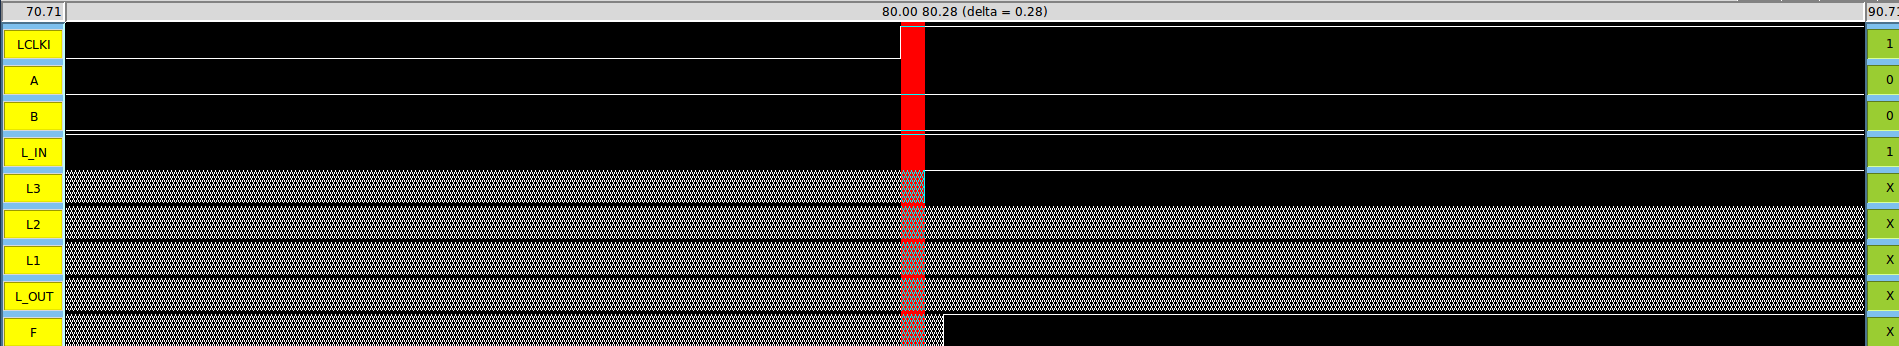 70.71 80.00 80.28 (delta = 0.28) 90.71
LCLKI 1
A 0
B 0
L_IN 1
L3 X
L2 X
L1 X
L_OUT X
F X